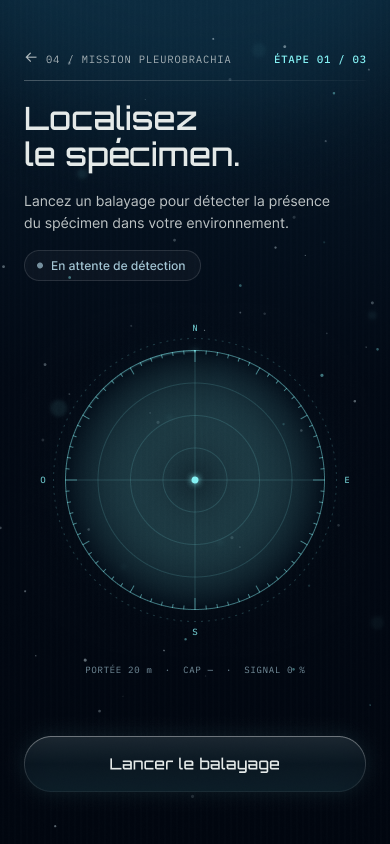 ← 04 / MISSION PLEUROBRACHIA
ÉTAPE 01 / 03
Localisez
le spécimen.
Lancez un balayage pour détecter la présence
du spécimen dans votre environnement.
En attente de détection
N
O
E
S
PORTÉE 20 m · CAP — · SIGNAL 0 %
Lancer le balayage